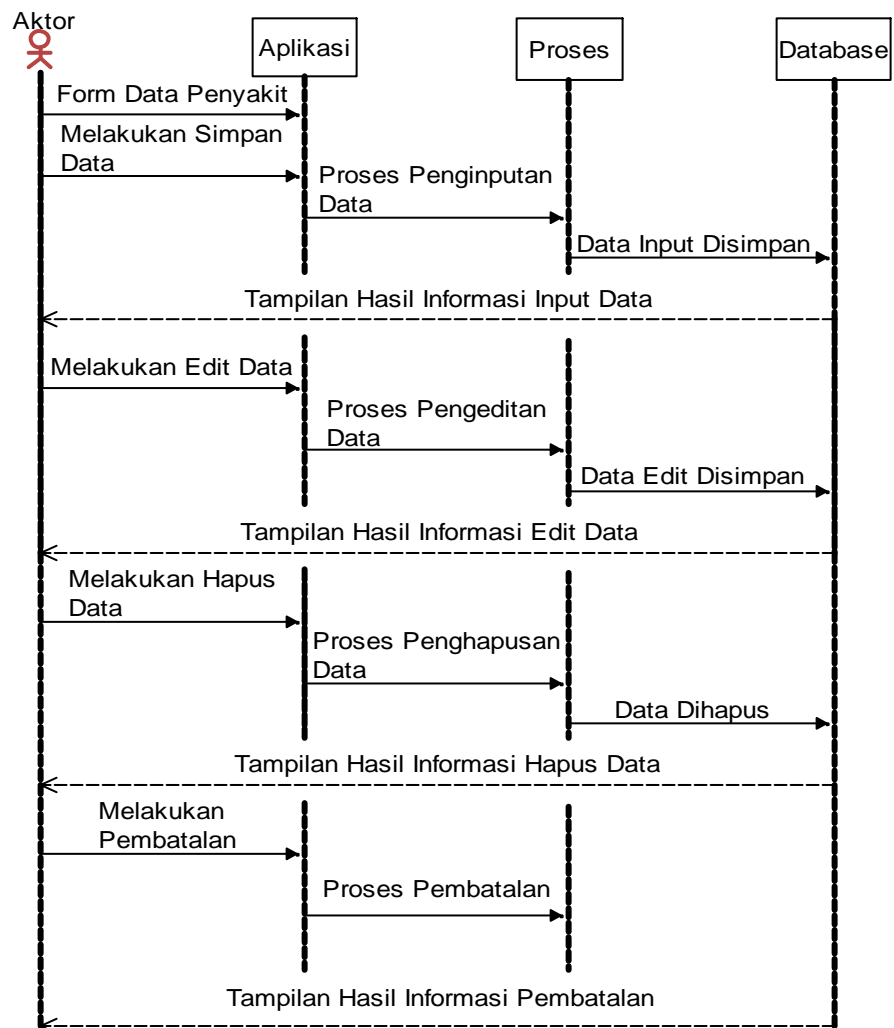 Aktor
Aplikasi
Proses
Database
Form Data Penyakit
Melakukan Simpan
Data
Proses Penginputan
Data
Data Input Disimpan
Tampilan Hasil Informasi Input Data
Melakukan Edit Data
Proses Pengeditan
Data
Data Edit Disimpan
Tampilan Hasil Informasi Edit Data
Melakukan Hapus
Data
Proses Penghapusan
Data
Data Dihapus
Tampilan Hasil Informasi Hapus Data
Melakukan
Pembatalan
Proses Pembatalan
Tampilan Hasil Informasi Pembatalan